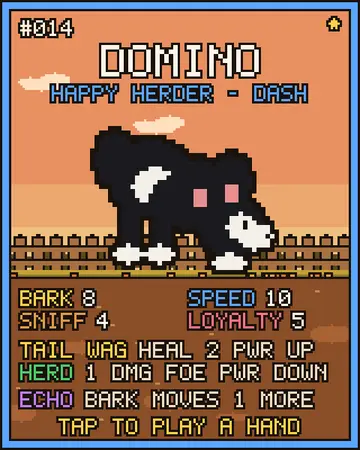 #014
DOMINO
HAPPY HERDER - DASH
BARK 8 SPEED 10
SNIFF 4 LOYALTY 5
TAIL WAG HEAL 2 PWR UP
HERD 1 DMG FOE PWR DOWN
ECHO BARK MOVES 1 MORE
TAP TO PLAY A HAND